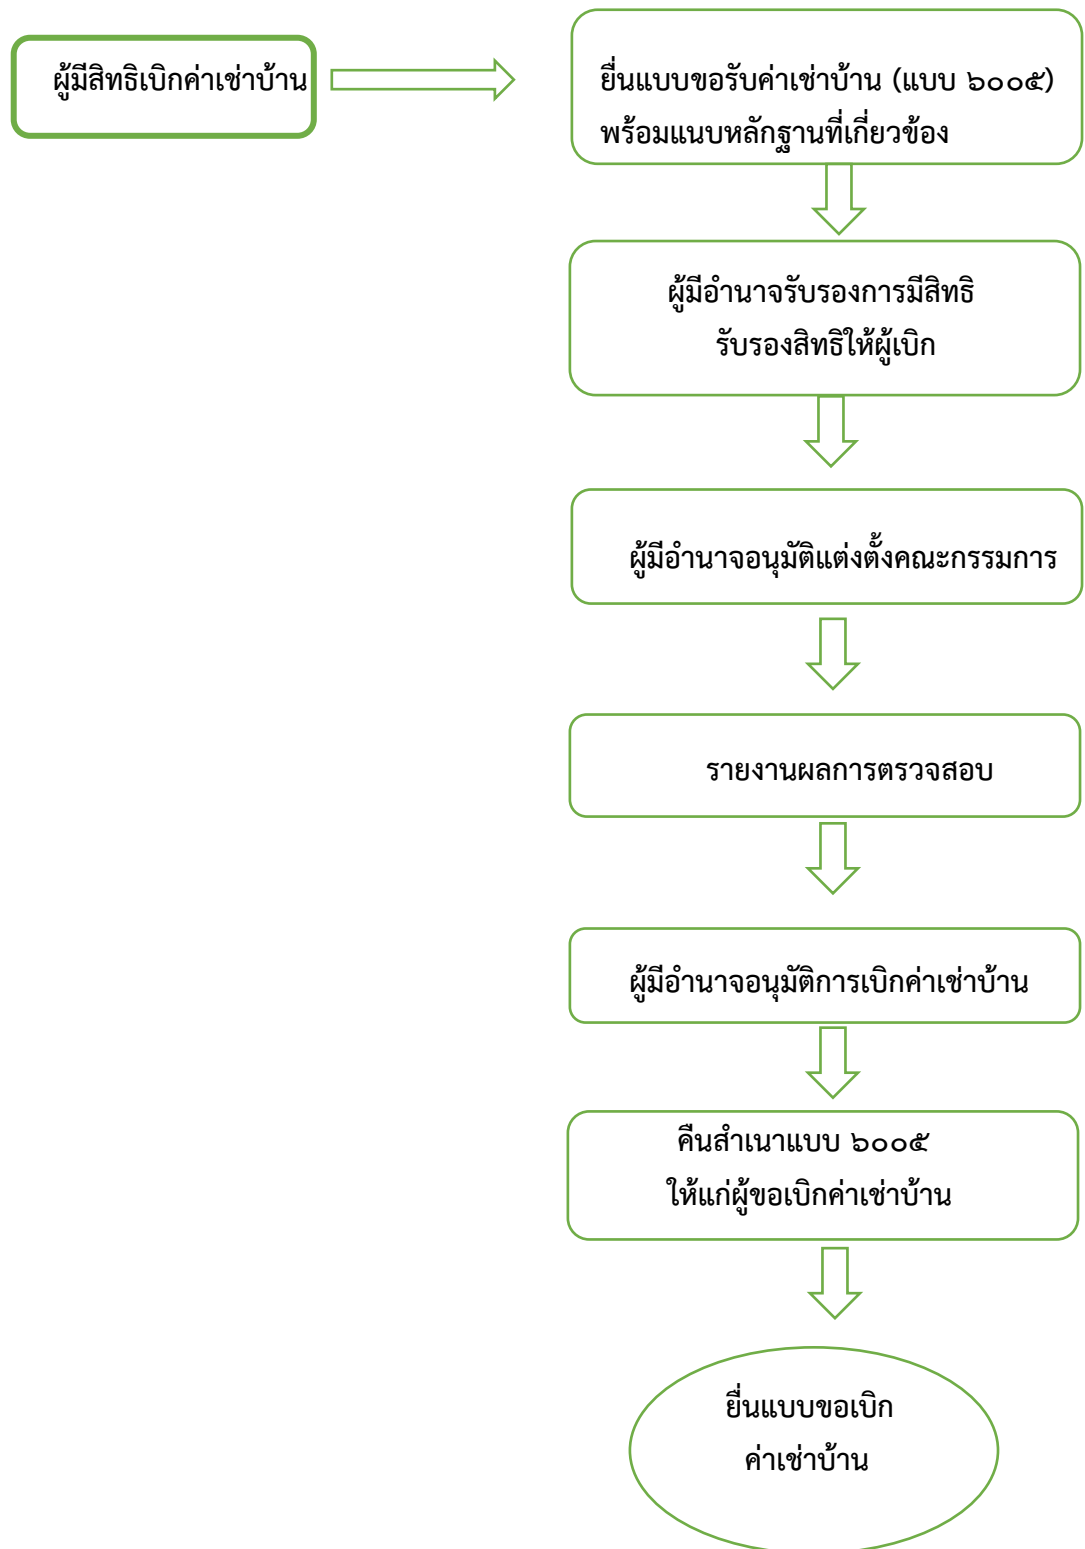 ผู้มีสิทธิเบิกค่าเช่าบ้าน
ยื่นแบบขอรับค่าเช่าบ้าน (แบบ ๖๐๐๕)
พร้อมแนบหลักฐานที่เกี่ยวข้อง
ผู้มีอำนาจรับรองการมีสิทธิ
รับรองสิทธิให้ผู้เบิก
ผู้มีอำนาจอนุมัติแต่งตั้งคณะกรรมการ
รายงานผลการตรวจสอบ
ผู้มีอำนาจอนุมัติการเบิกค่าเช่าบ้าน
คืนสำเนาแบบ ๖๐๐๕
ให้แก่ผู้ขอเบิกค่าเช่าบ้าน
ยื่นแบบขอเบิก
ค่าเช่าบ้าน